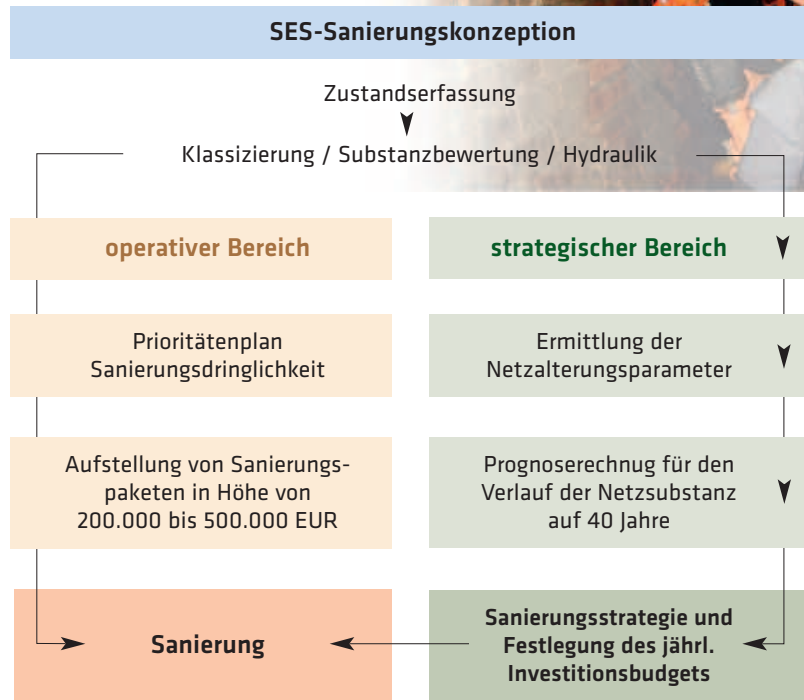 SES-Sanierungskonzeption
Zustandserfassung
Klassizierung / Substanzbewertung / Hydraulik
operativer Bereich
Prioritätenplan
Sanierungsdringlichkeit
Aufstellung von Sanierungs-
paketen in Höhe von
200.000 bis 500.000 EUR
Sanierung
strategischer Bereich
Ermittlung der
Netzalterungsparameter
Prognoserechnug für den
Verlauf der Netzsubstanz
auf 40 Jahre
Sanierungsstrategie und
Festlegung des jährl.
Investitionsbudgets